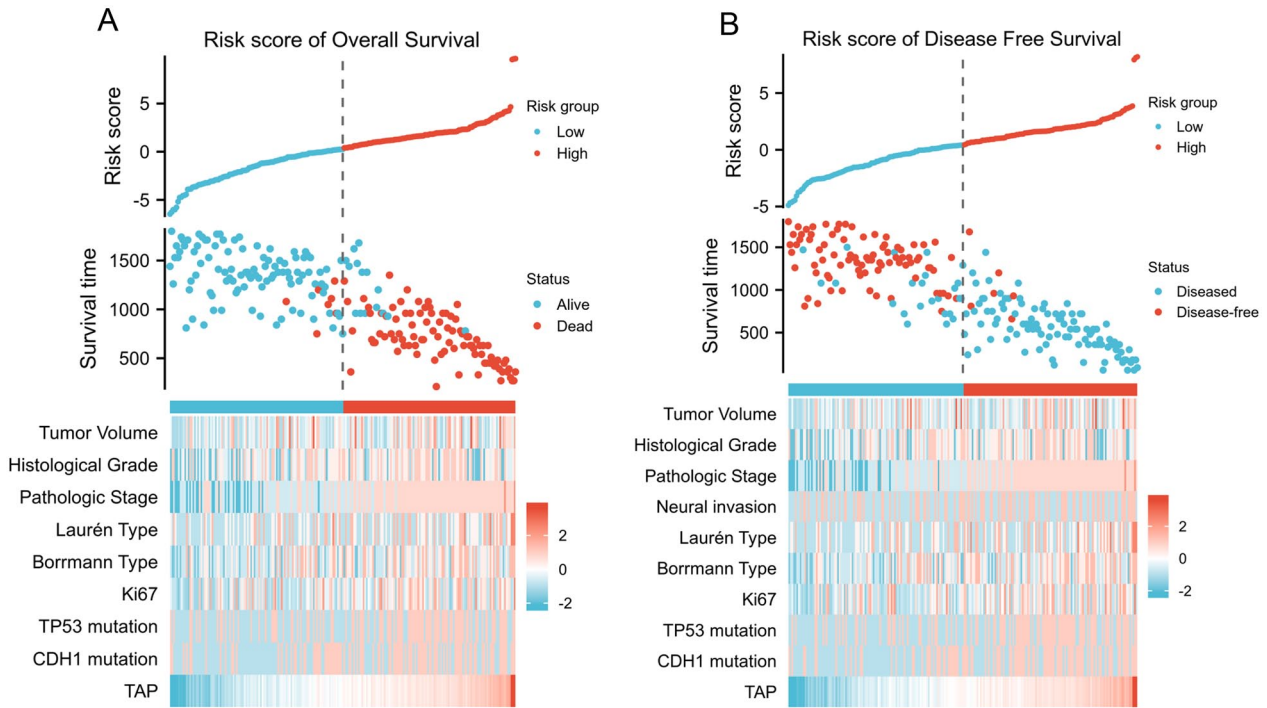 A
Risk score of Overall Survival
Risk score
5
0
-5
Risk group
Low
High
Survival time
1500
1000
500
Status
Alive
Dead
Tumor Volume
Histological Grade
Pathologic Stage
Laurén Type
Borrmann Type
Ki67
TP53 mutation
CDH1 mutation
TAP
2
0
-2
B
Risk score of Disease Free Survival
Risk score
5
0
-5
Risk group
Low
High
Survival time
1500
1000
500
Status
Diseased
Disease-free
Tumor Volume
Histological Grade
Pathologic Stage
Neural invasion
Laurén Type
Borrmann Type
Ki67
TP53 mutation
CDH1 mutation
TAP
2
0
-2